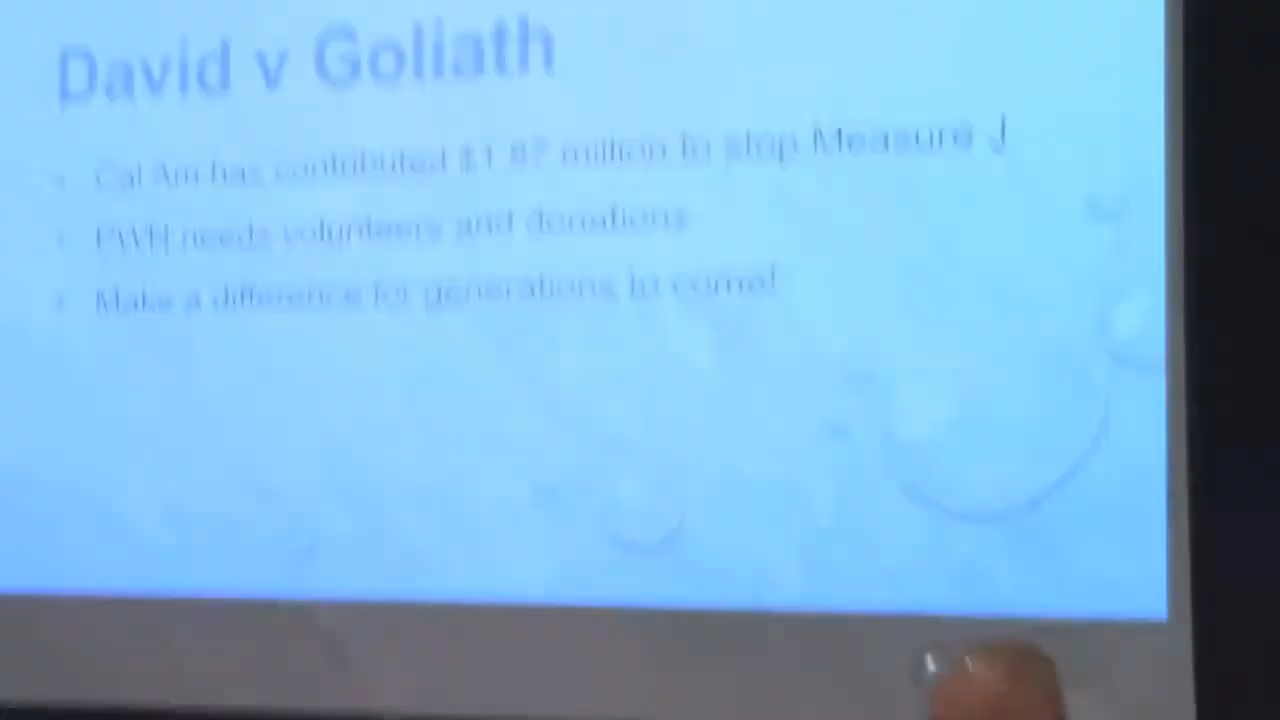 David v Goliath
Cal Am has contributed $1.67 million to stop Measure J
PWN needs volunteers and donations
Make a difference for generations to come!